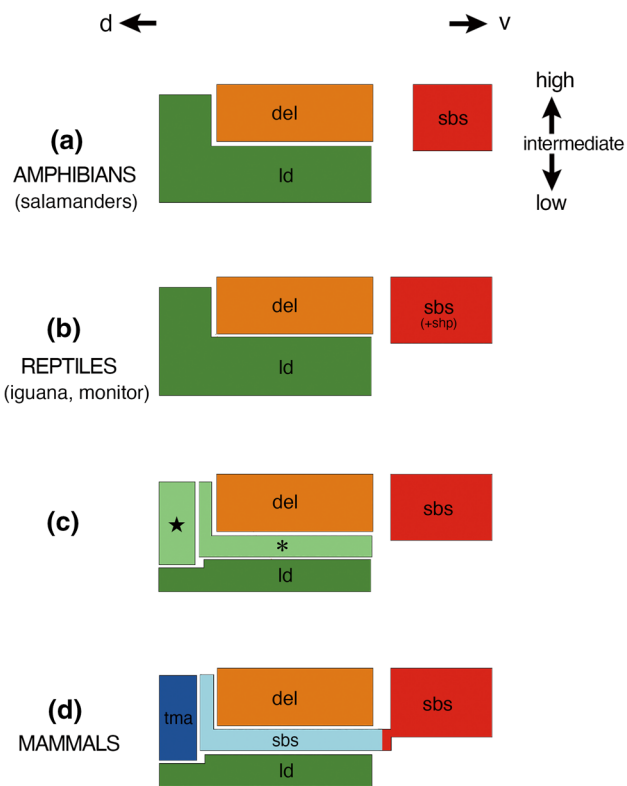 d v
high
intermediate
low
(a)
AMPHIBIANS
(salamanders)
del
sbs
ld
(b)
REPTILES
(iguana, monitor)
del
sbs
(+shp)
ld
(c)
★
del
sbs
*
ld
(d)
MAMMALS
tma
del
sbs
sbs
ld